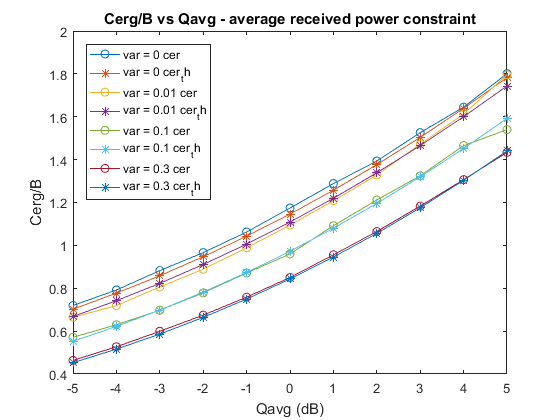 Cerg/B vs Qavg - average received power constraint
2
1.8
1.6
1.4
1.2
1
0.8
0.6
0.4
Cerg/B
var = 0 cer
var = 0 cer_th
var = 0.01 cer
var = 0.01 cer_th
var = 0.1 cer
var = 0.1 cer_th
var = 0.3 cer
var = 0.3 cer_th
-5 -4 -3 -2 -1 0 1 2 3 4 5
Qavg (dB)